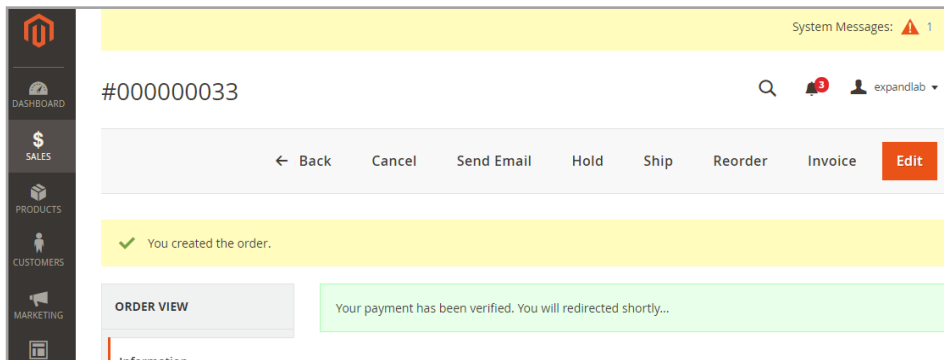 System Messages: 1
#000000033
3
expandlab
DASHBOARD
$
SALES
← Back Cancel Send Email Hold Ship Reorder Invoice Edit
PRODUCTS
You created the order.
CUSTOMERS
MARKETING
ORDER VIEW
Your payment has been verified. You will redirected shortly...
Information